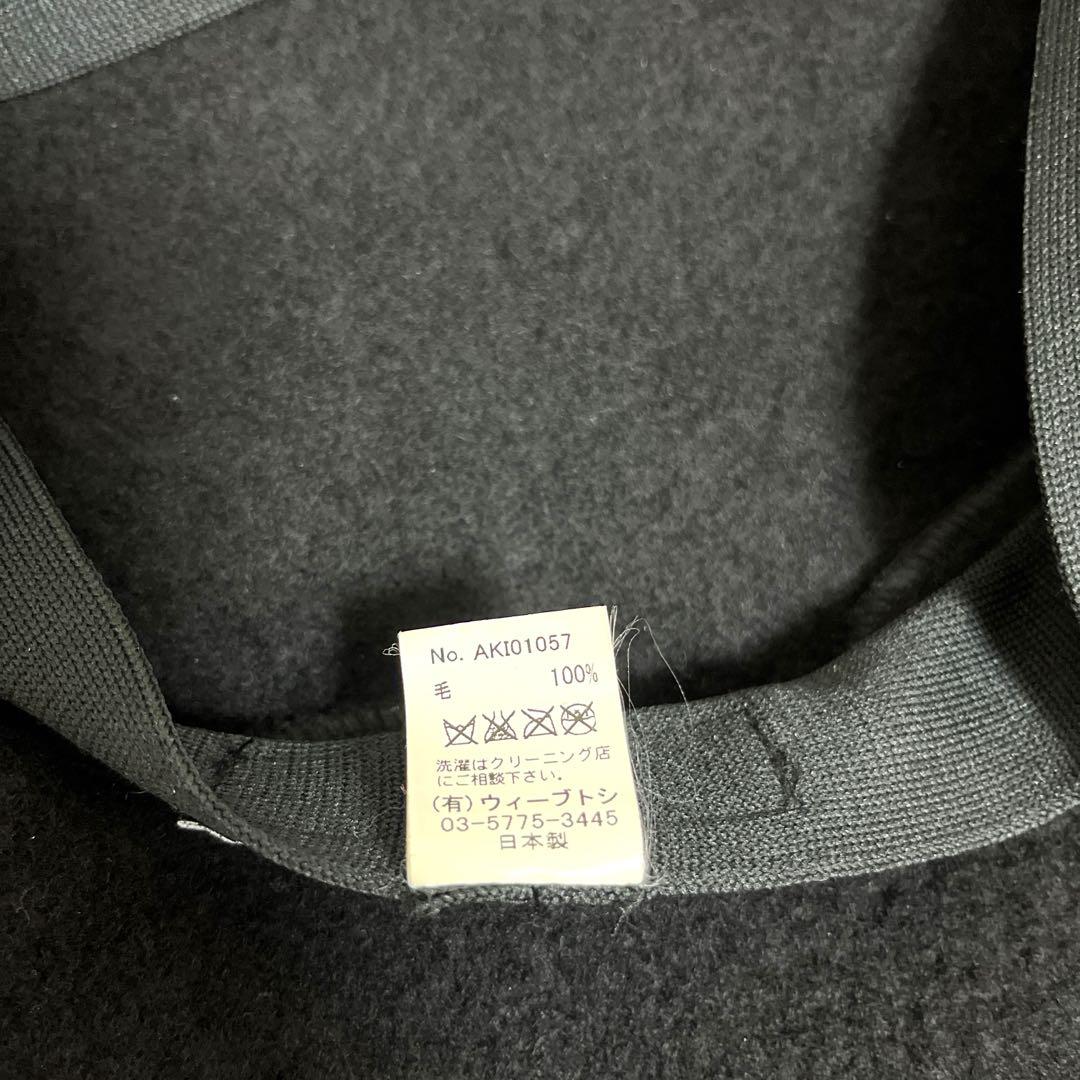 No. AKI01057
毛 100%
洗濯はクリーニング店
にご相談下さい。
(有)ウィーブトシ
03-5775-3445
日本製